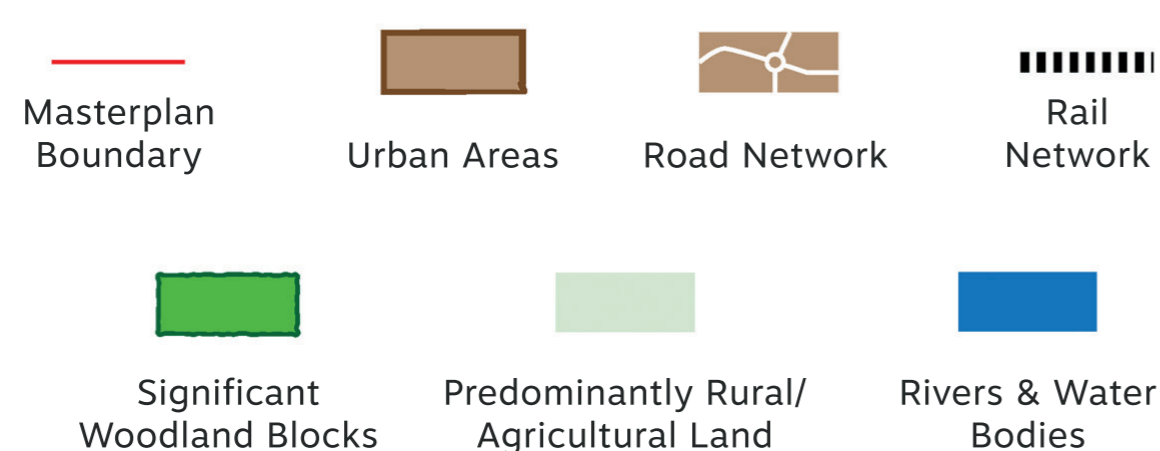 Masterplan
Boundary
Urban Areas
Road Network
Rail
Network
Significant
Woodland Blocks
Predominantly Rural/
Agricultural Land
Rivers & Water
Bodies